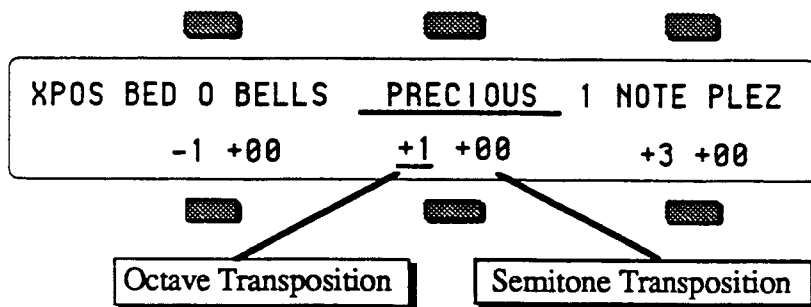 XPOS BED O BELLS PRECIOUS 1 NOTE PLEZ
-1 +00 +1 +00 +3 +00
Octave Transposition Semitone Transposition